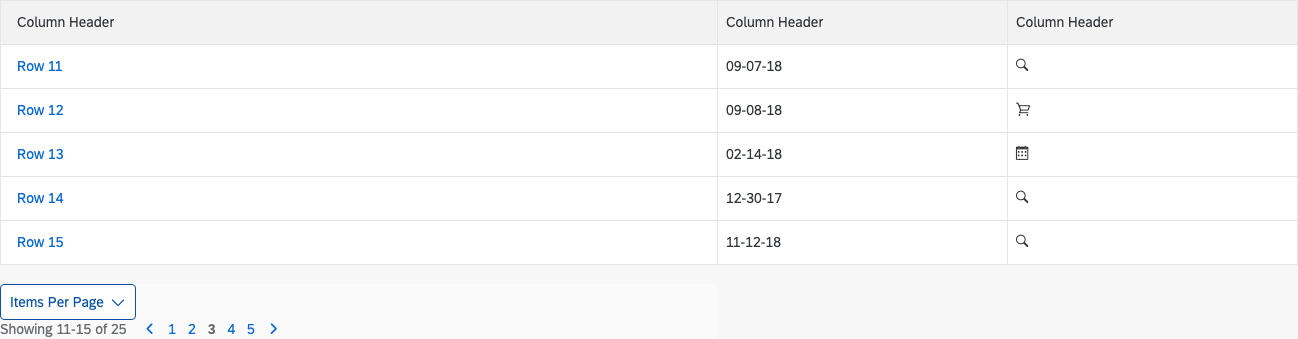 Column Header Column Header Column Header
Row 11 09-07-18
Row 12 09-08-18
Row 13 02-14-18
Row 14 12-30-17
Row 15 11-12-18
Items Per Page
Showing 11-15 of 25 1 2 3 4 5